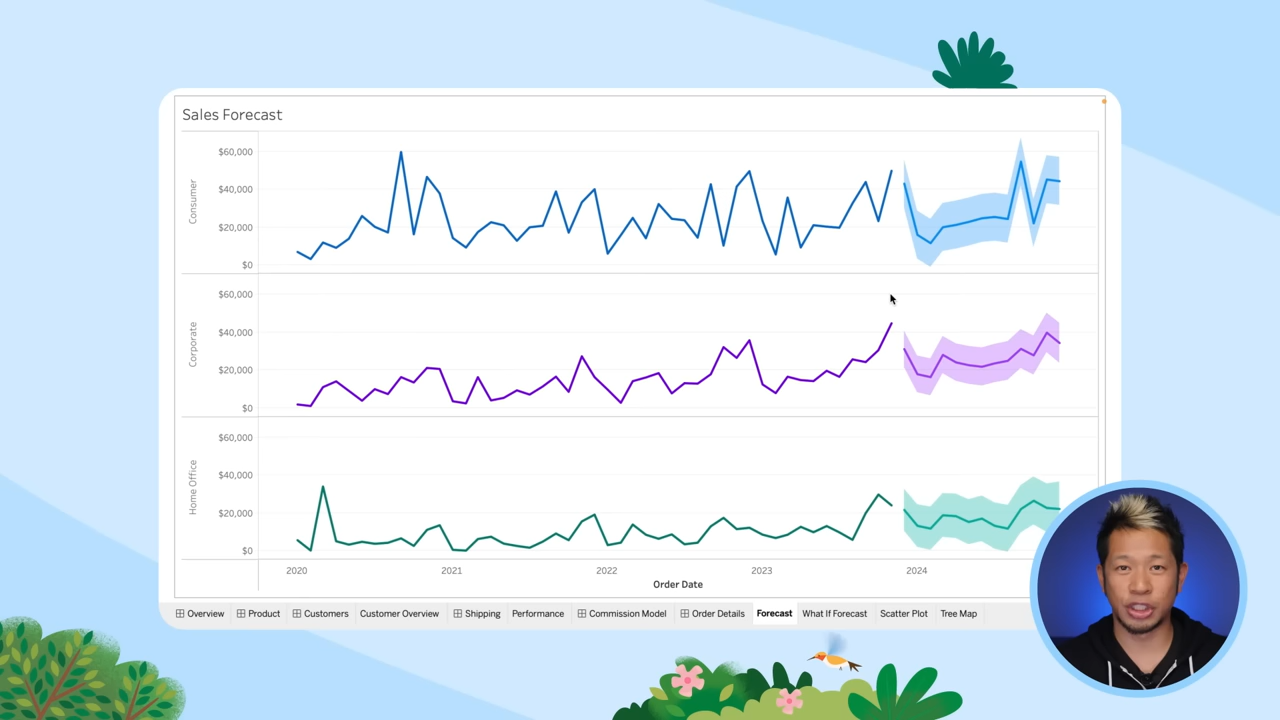 Sales Forecast
Consumer
$60,000
$40,000
$20,000
$0
Corporate
$60,000
$40,000
$20,000
$0
Home Office
$60,000
$40,000
$20,000
$0
2020 2021 2022 2023 2024
Order Date
Overview Product Customers Customer Overview Shipping Performance Commission Model Order Details Forecast What If Forecast Scatter Plot Tree Map